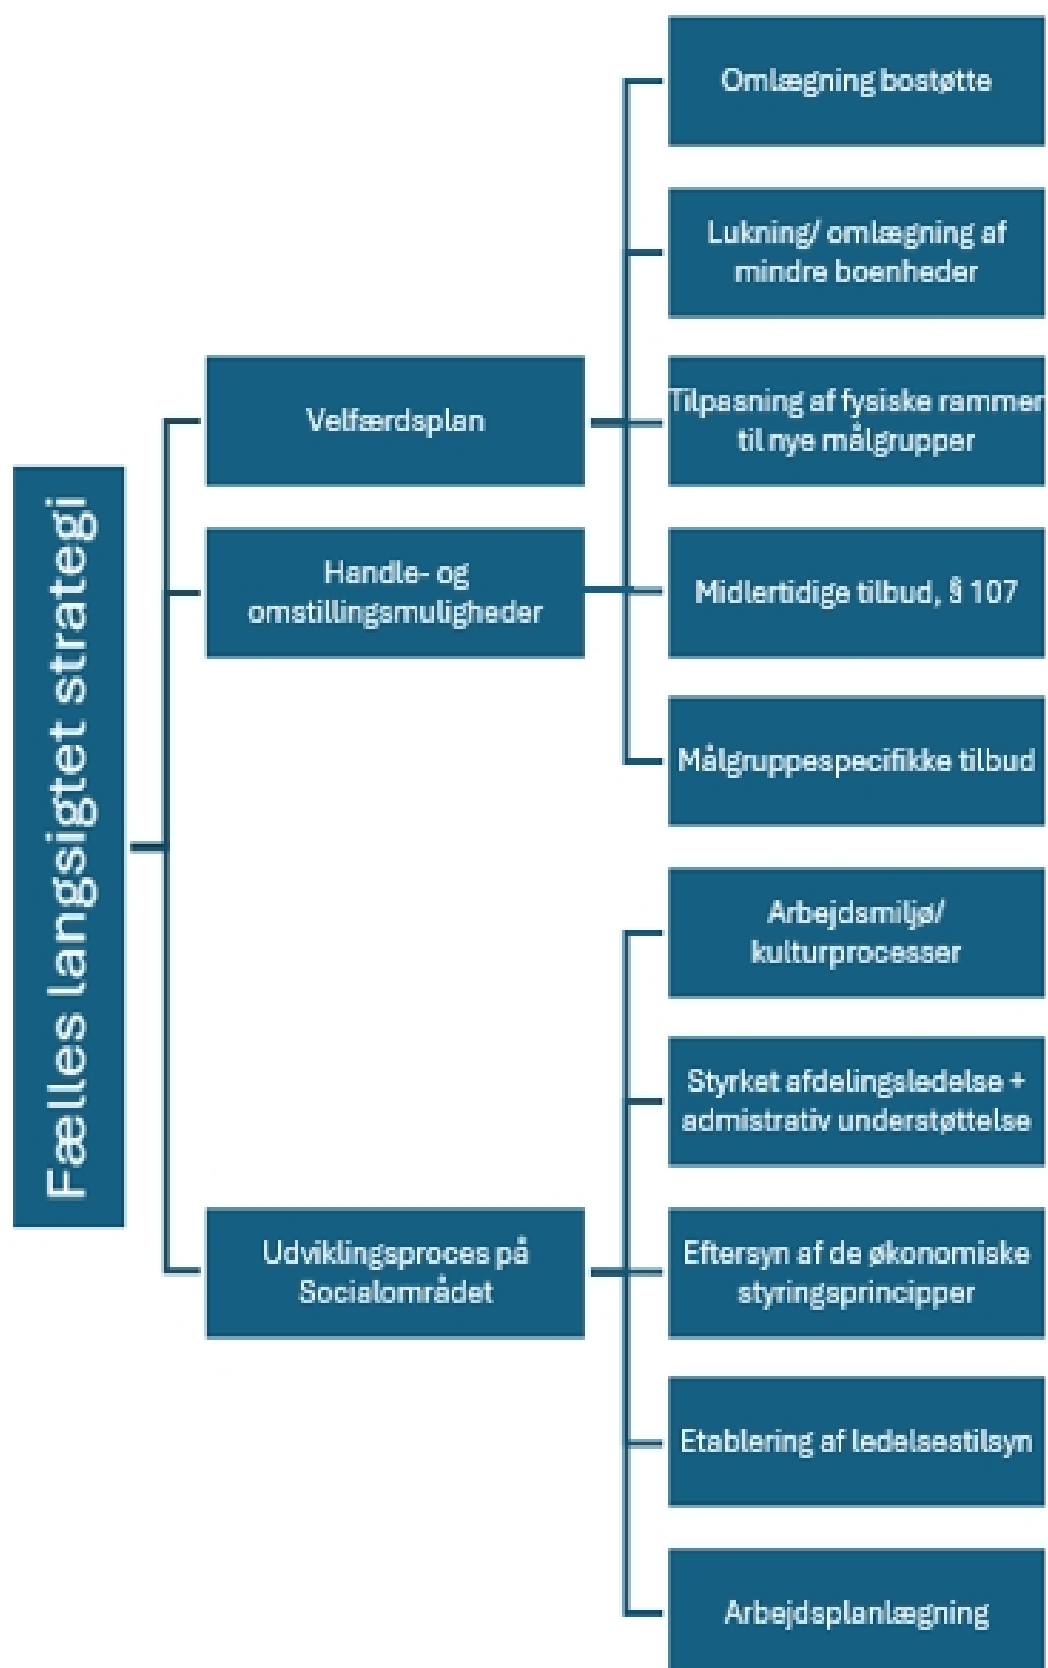 Fælles langsigtet strategi
Velfærdsplan
Handle- og
omstillingsmuligheder
Udviklingsproces på
Socialområdet
Omlægning bostøtte
Lukning/ omlægning af
mindre boenheder
Tilpasning af fysiske rammer
til nye målgrupper
Midlertidige tilbud, § 107
Målgruppespecifikke tilbud
Arbejdsmiljø/
kulturprocesser
Styrket afdelingsledelse +
admistrativ understøttelse
Eftersyn af de økonomiske
styringsprincipper
Etablering af ledelsestilsyn
Arbejdsplanlægning